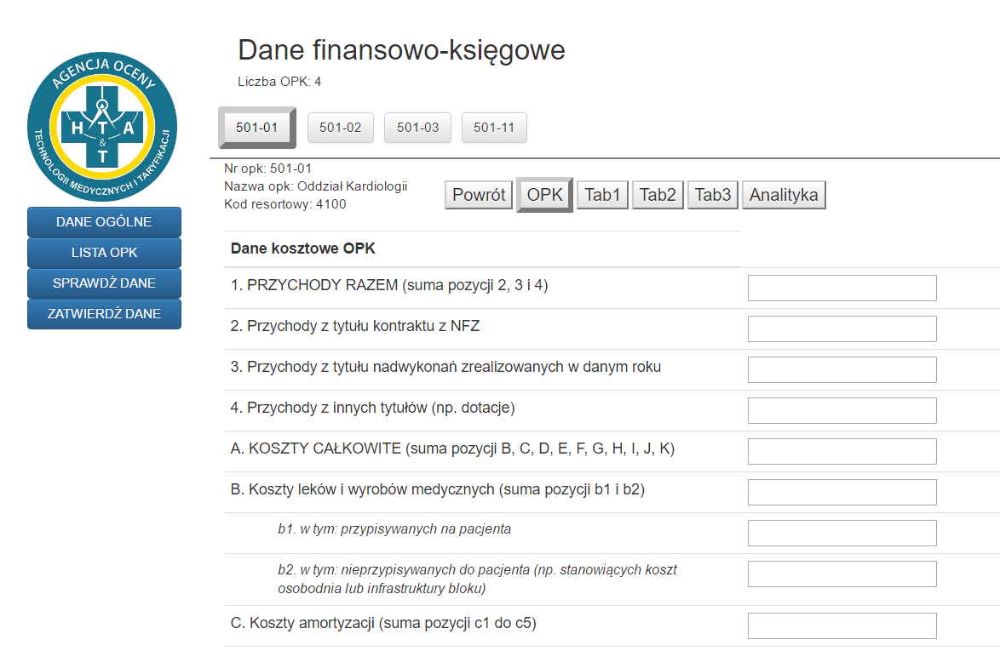 Dane finansowo-księgowe
Liczba OPK: 4
AGENCJA OCENY
TECHNOLOGII MEDYCZNYCH I TARYFIKACJI
H T A
&
T
501-01 501-02 501-03 501-11
Nr opk: 501-01
Nazwa opk: Oddział Kardiologii
Kod resortowy: 4100
Powrót OPK Tab1 Tab2 Tab3 Analityka
DANE OGÓLNE
LISTA OPK
SPRAWDŹ DANE
ZATWIERDŹ DANE
Dane kosztowe OPK
1. PRZYCHODY RAZEM (suma pozycji 2, 3 i 4)
2. Przychody z tytułu kontraktu z NFZ
3. Przychody z tytułu nadwykonań zrealizowanych w danym roku
4. Przychody z innych tytułów (np. dotacje)
A. KOSZTY CAŁKOWITE (suma pozycji B, C, D, E, F, G, H, I, J, K)
B. Koszty leków i wyrobów medycznych (suma pozycji b1 i b2)
b1. w tym: przypisywanych na pacjenta
b2. w tym: nieprzypisywanych do pacjenta (np. stanowiących koszt
osobodnia lub infrastruktury bloku)
C. Koszty amortyzacji (suma pozycji c1 do c5)